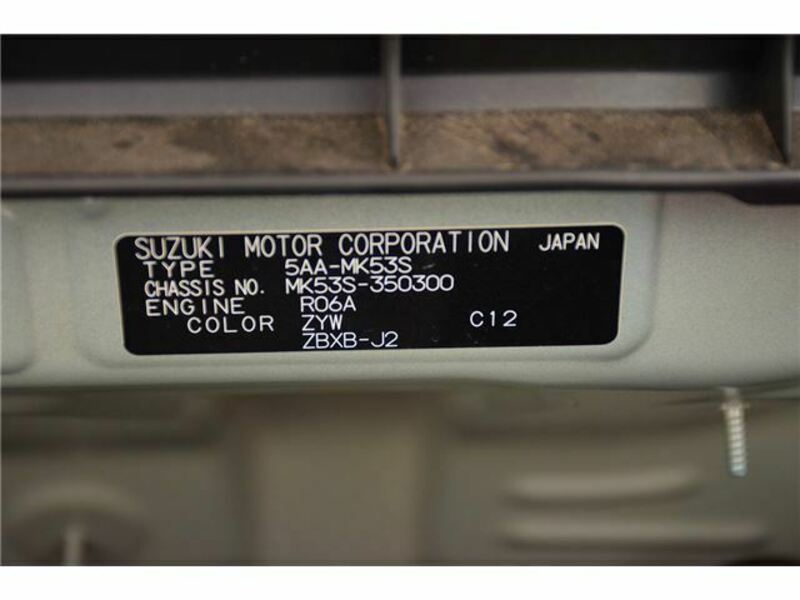 SUZUKI MOTOR CORPORATION JAPAN
TYPE 5AA-MK53S
CHASSIS NO. MK53S-350300
ENGINE R06A
COLOR ZYW C12
ZBXB-J2